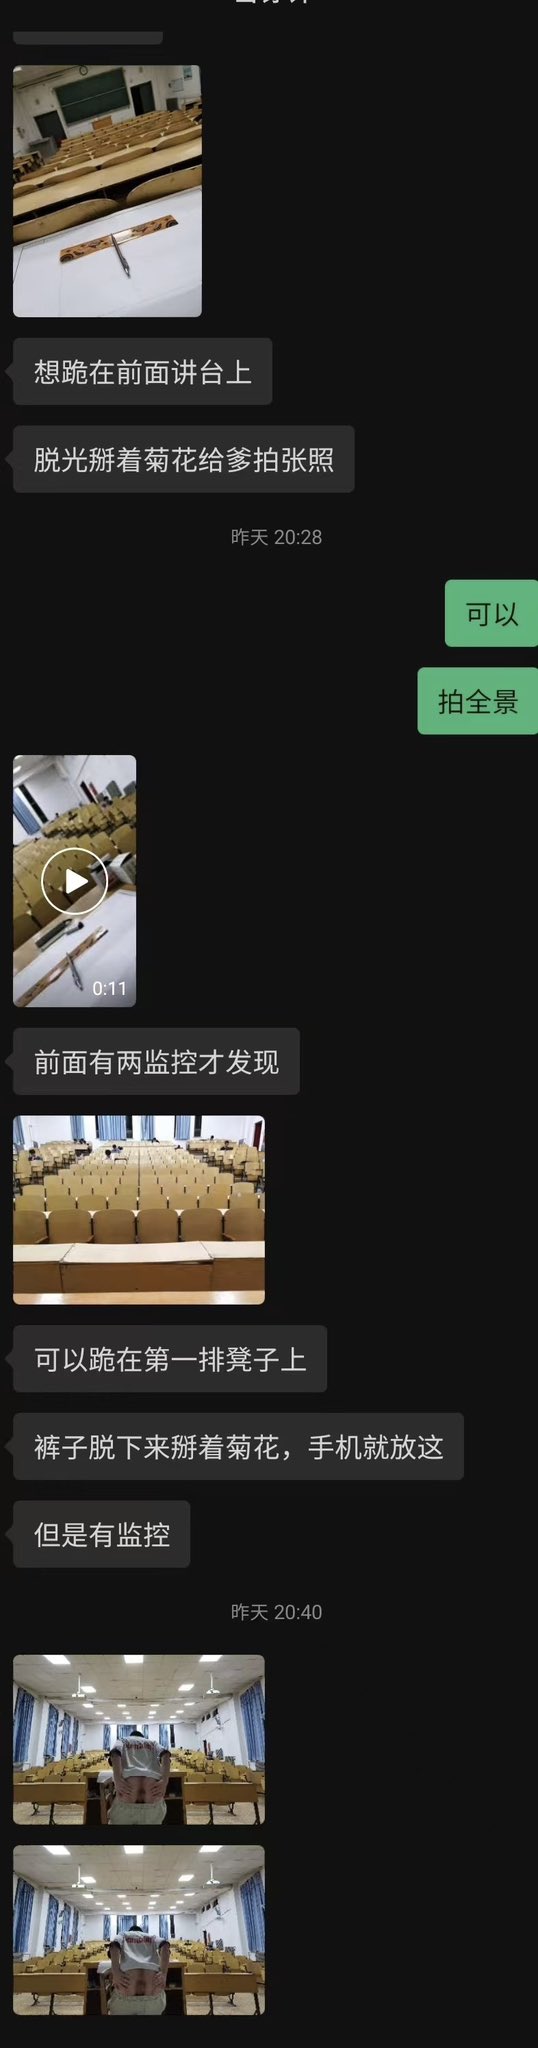 想跪在前面讲台上
脱光掰着菊花给爹拍张照
昨天 20:28
可以
拍全景
0:11
前面有两监控才发现
可以跪在第一排凳子上
裤子脱下来掰着菊花，手机就放这
但是有监控
昨天 20:40